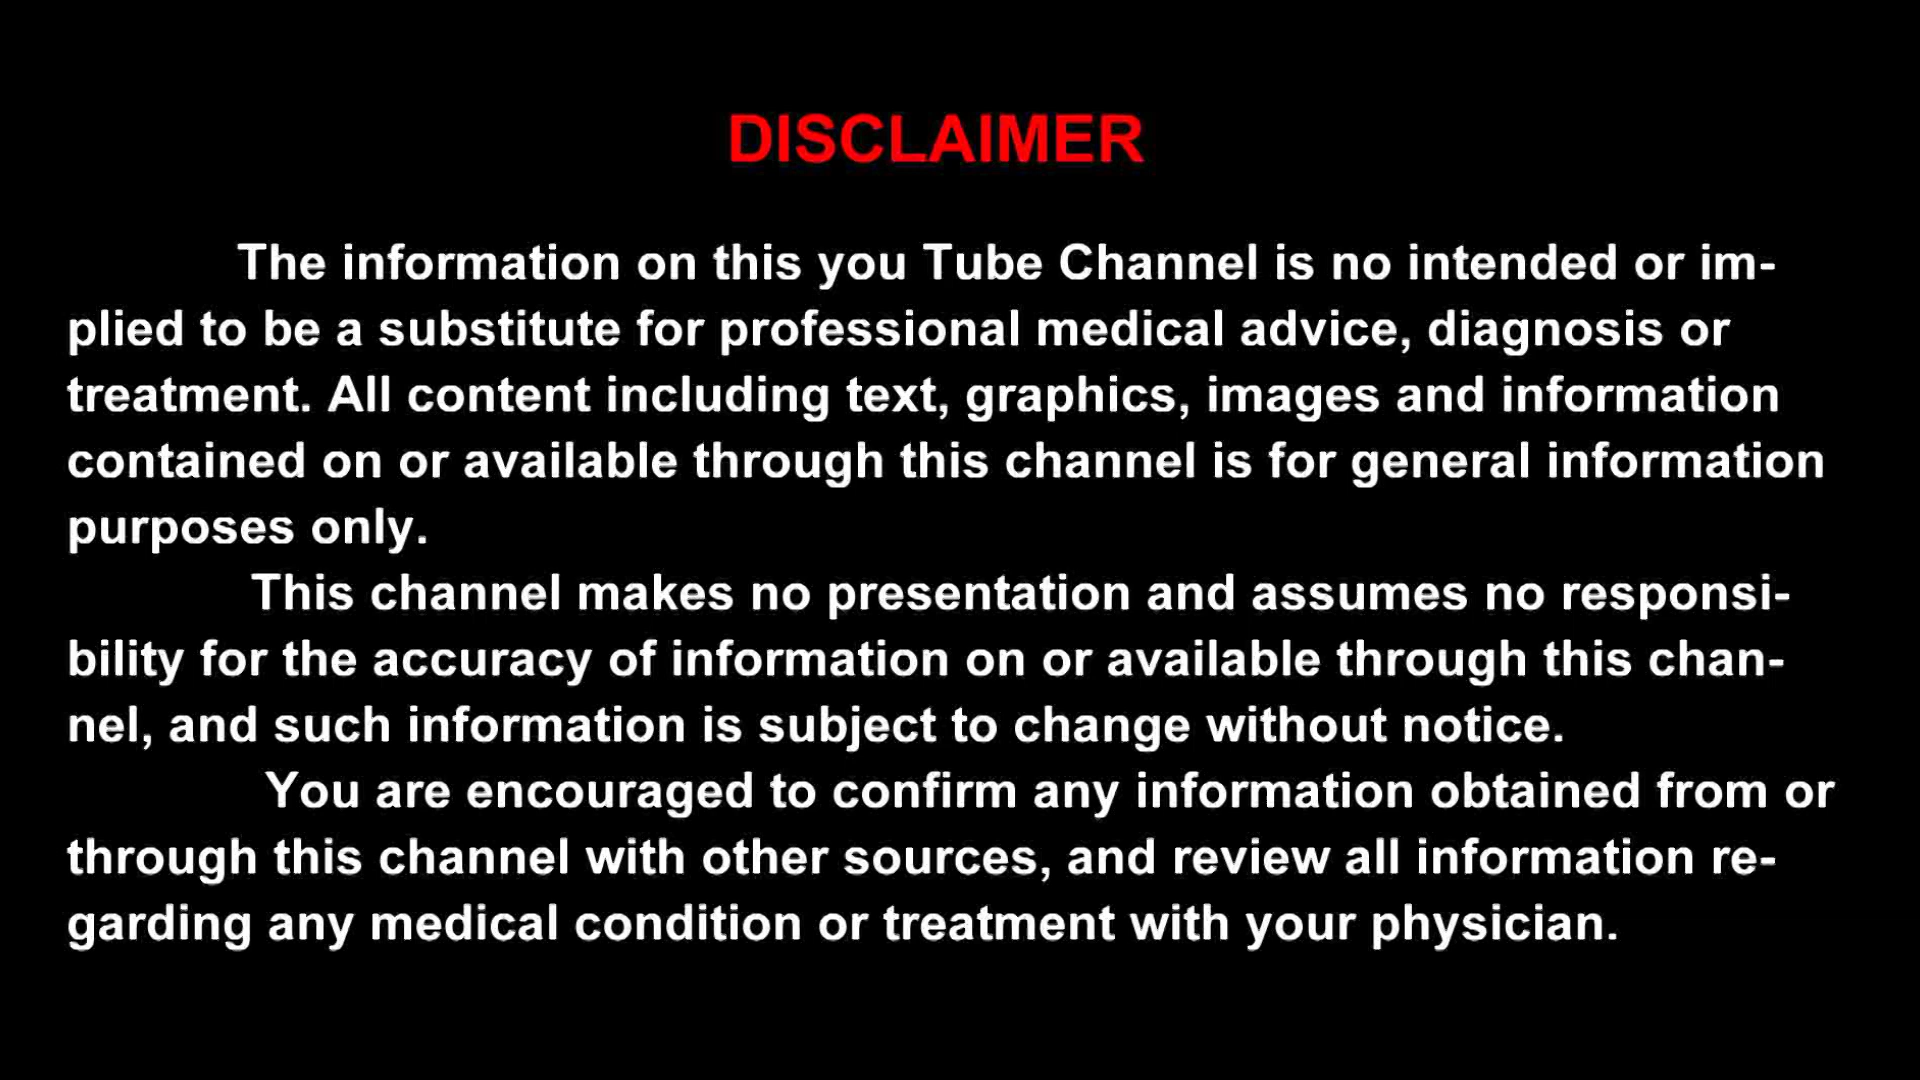 DISCLAIMER
The information on this you Tube Channel is no intended or im-
plied to be a substitute for professional medical advice, diagnosis or
treatment. All content including text, graphics, images and information
contained on or available through this channel is for general information
purposes only.
This channel makes no presentation and assumes no responsi-
bility for the accuracy of information on or available through this chan-
nel, and such information is subject to change without notice.
You are encouraged to confirm any information obtained from or
through this channel with other sources, and review all information re-
garding any medical condition or treatment with your physician.